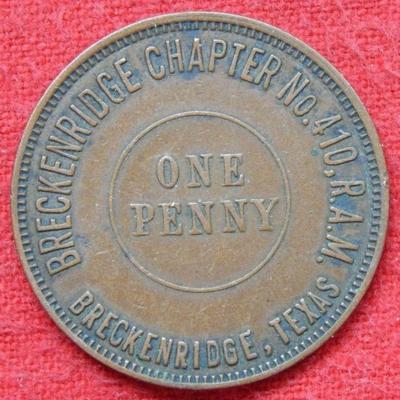 BRECKENRIDGE CHAPTER No. 410, R.A.M.
ONE
PENNY
BRECKENRIDGE, TEXAS